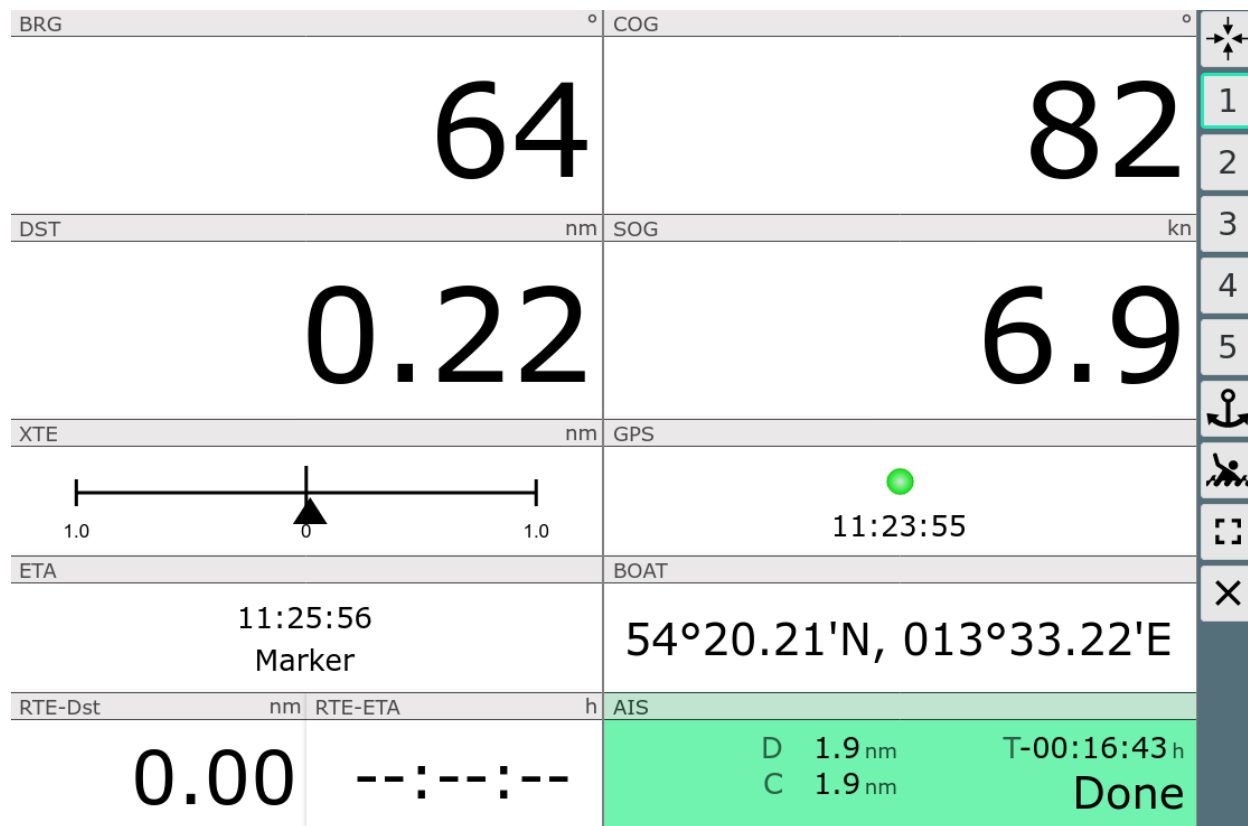 BRG °
64
COG °
82
DST nm
0.22
SOG kn
6.9
XTE nm
1.0 0 1.0
GPS
11:23:55
ETA
11:25:56
Marker
BOAT
54°20.21'N, 013°33.22'E
RTE-Dst nm
0.00
RTE-ETA h
--:--:--
AIS
D 1.9 nm T-00:16:43 h
C 1.9 nm Done
1
2
3
4
5